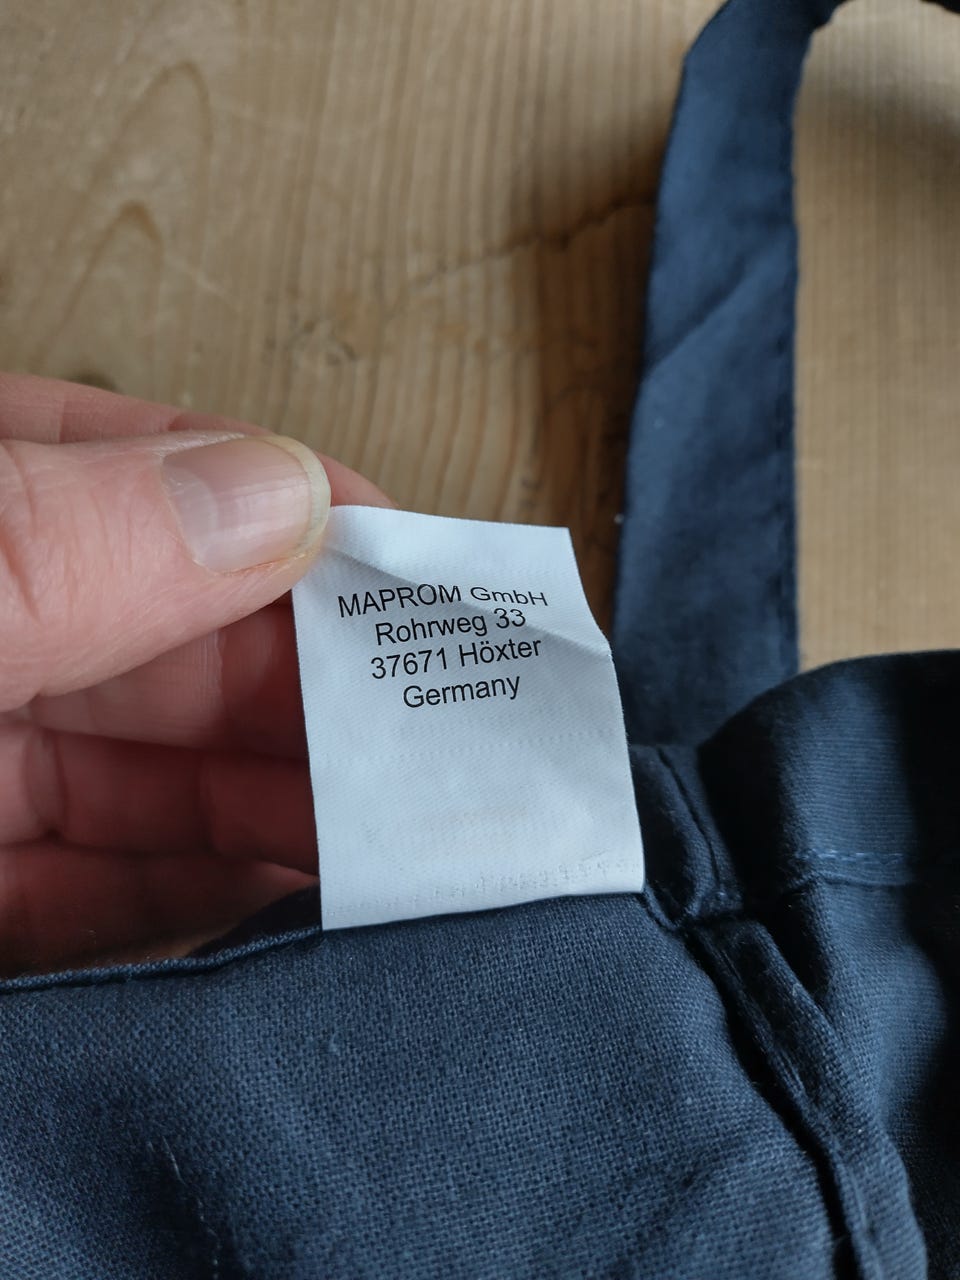 MAPROM GmbH
Rohrweg 33
37671 Höxter
Germany